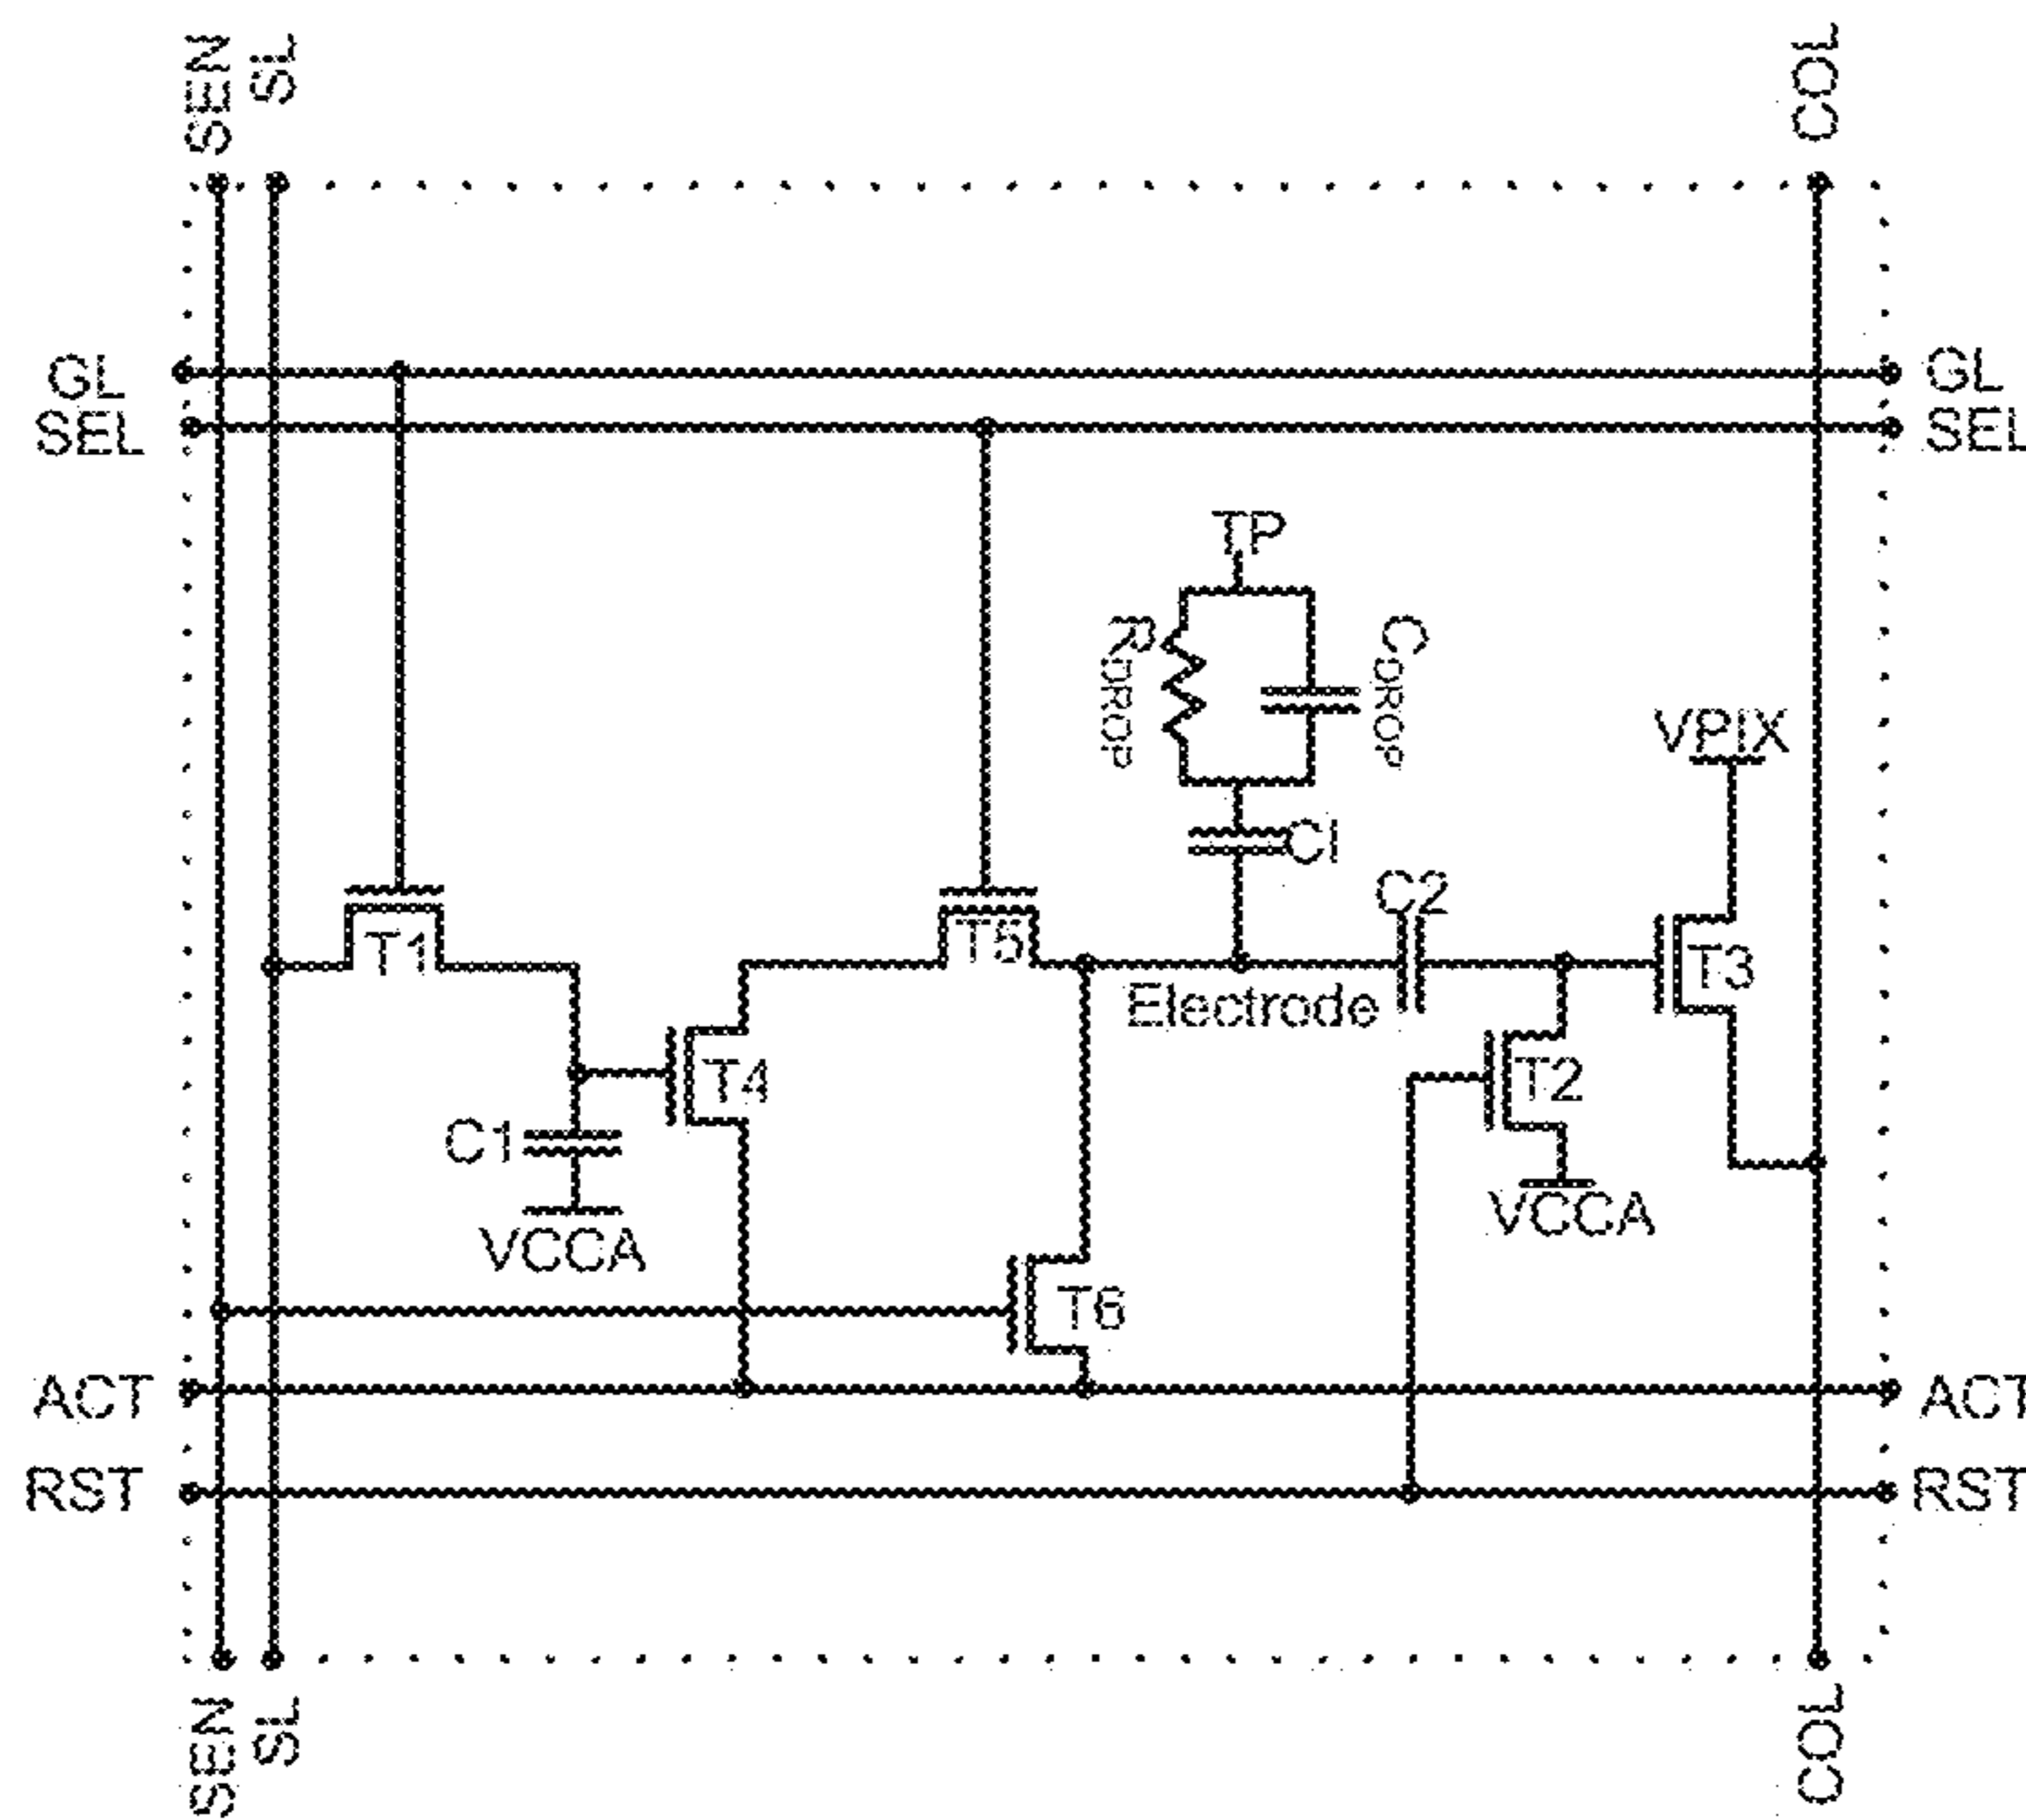 SEN
SL
COL
GL
GL
SEL
SEL
TP
RDROP
CDROP
VPIX
CI
C2
T1
T5
T3
Electrode
T4
T2
C1
VCCA
VCCA
T6
ACT
ACT
RST
RST
SEN
SL
COL